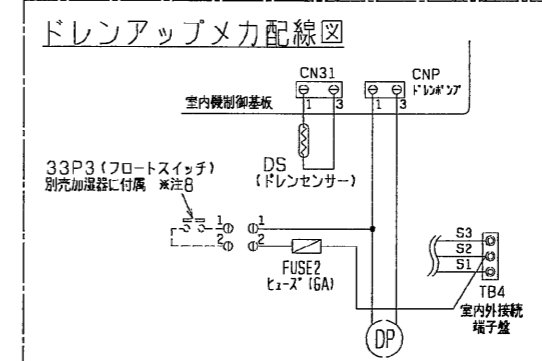 ドレンアップメカ配線図
CN31
CNP
ドレンポンプ
1 3
1 3
室内機制御基板
DS
(ドレンセンサー)
33P3(フロートスイッチ)
別売加湿器に付属 ※注8
1 1
2 2
FUSE2
ヒューズ(6A)
S3
S2
S1
TB4
室内外接続
端子盤
DP